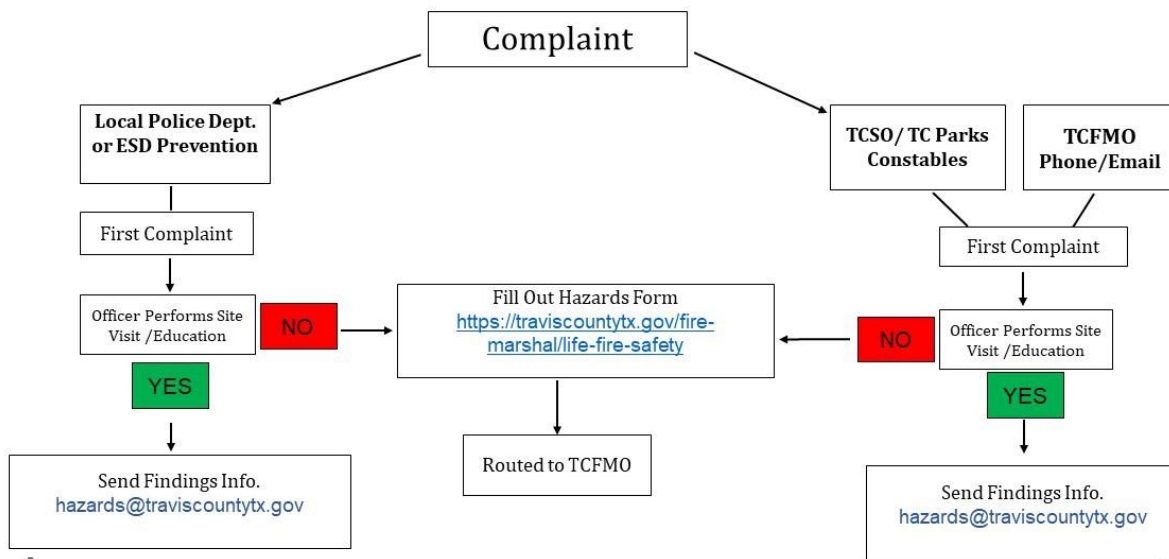 Complaint
Local Police Dept.
or ESD Prevention
TCSO/ TC Parks
Constables
TCFMO
Phone/Email
First Complaint
First Complaint
Officer Performs Site
Visit /Education
NO
Fill Out Hazards Form
https://traviscountytx.gov/fire-
marshal/life-fire-safety
NO
Officer Performs Site
Visit /Education
YES
YES
Routed to TCFMO
Send Findings Info.
hazards@traviscountytx.gov
Send Findings Info.
hazards@traviscountytx.gov